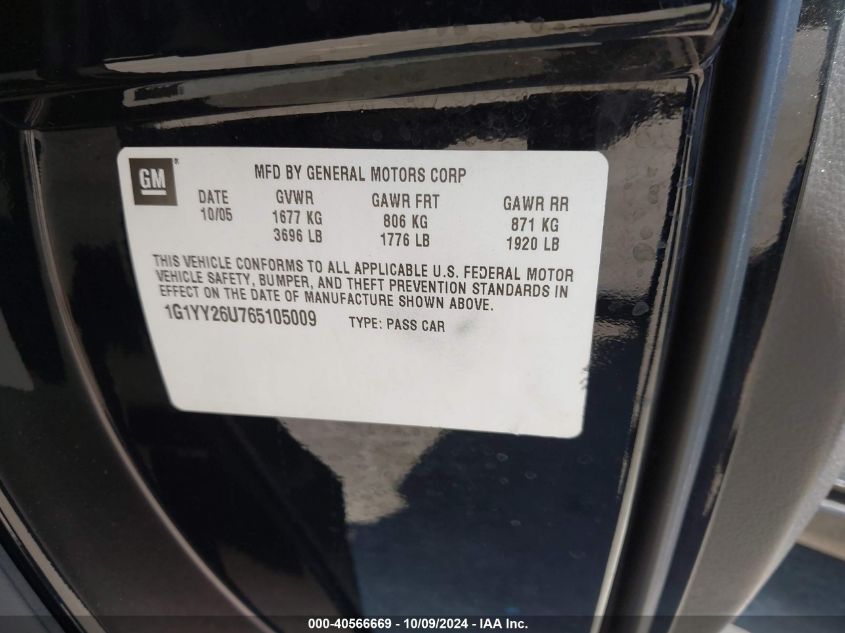 GM ®
MFD BY GENERAL MOTORS CORP
DATE GVWR GAWR FRT GAWR RR
10/05 1677 KG 806 KG 871 KG
3696 LB 1776 LB 1920 LB
THIS VEHICLE CONFORMS TO ALL APPLICABLE U.S. FEDERAL MOTOR
VEHICLE SAFETY, BUMPER, AND THEFT PREVENTION STANDARDS IN
EFFECT ON THE DATE OF MANUFACTURE SHOWN ABOVE.
1G1YY26U765105009 TYPE: PASS CAR
000-40566669 - 10/09/2024 - IAA Inc.